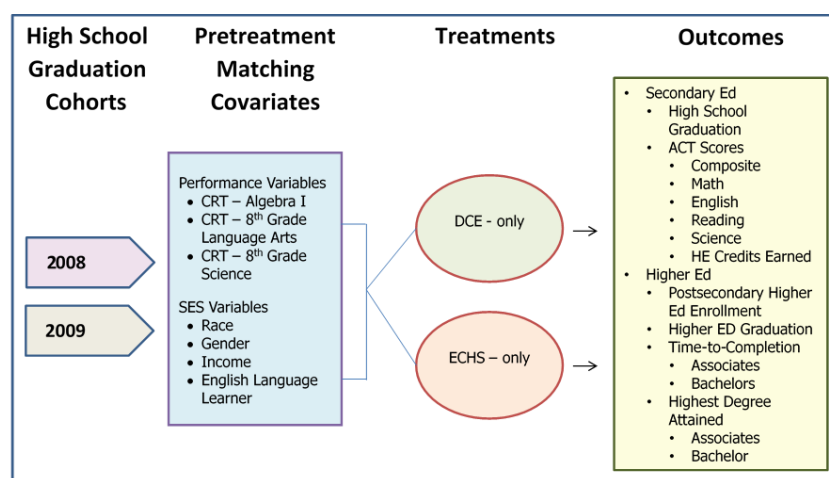 High School
Graduation
Cohorts
Pretreatment
Matching
Covariates
Treatments
Outcomes
2008
2009
Performance Variables
• CRT – Algebra I
• CRT – 8th Grade
Language Arts
• CRT – 8th Grade
Science
SES Variables
• Race
• Gender
• Income
• English Language
Learner
DCE - only
ECHS – only
• Secondary Ed
• High School
Graduation
• ACT Scores
• Composite
• Math
• English
• Reading
• Science
• HE Credits Earned
• Higher Ed
• Postsecondary Higher
Ed Enrollment
• Higher ED Graduation
• Time-to-Completion
• Associates
• Bachelors
• Highest Degree
Attained
• Associates
• Bachelor